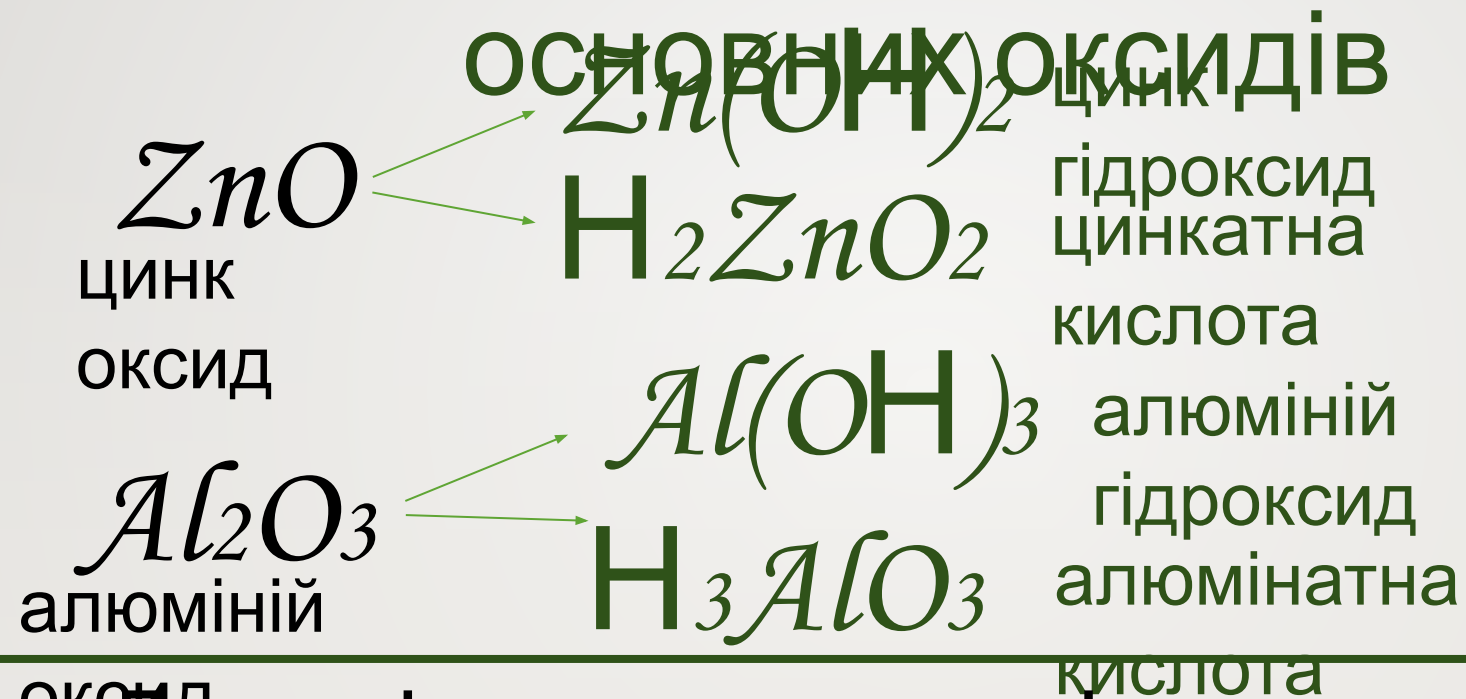 основних оксидів
Zn(OH)2 цинк
гідроксид
ZnO
H2ZnO2 цинкатна
кислота
цинк
оксид
Al(OH)3 алюміній
гідроксид
Al2O3
H3AlO3 алюмінатна
кислота
алюміній
оксид